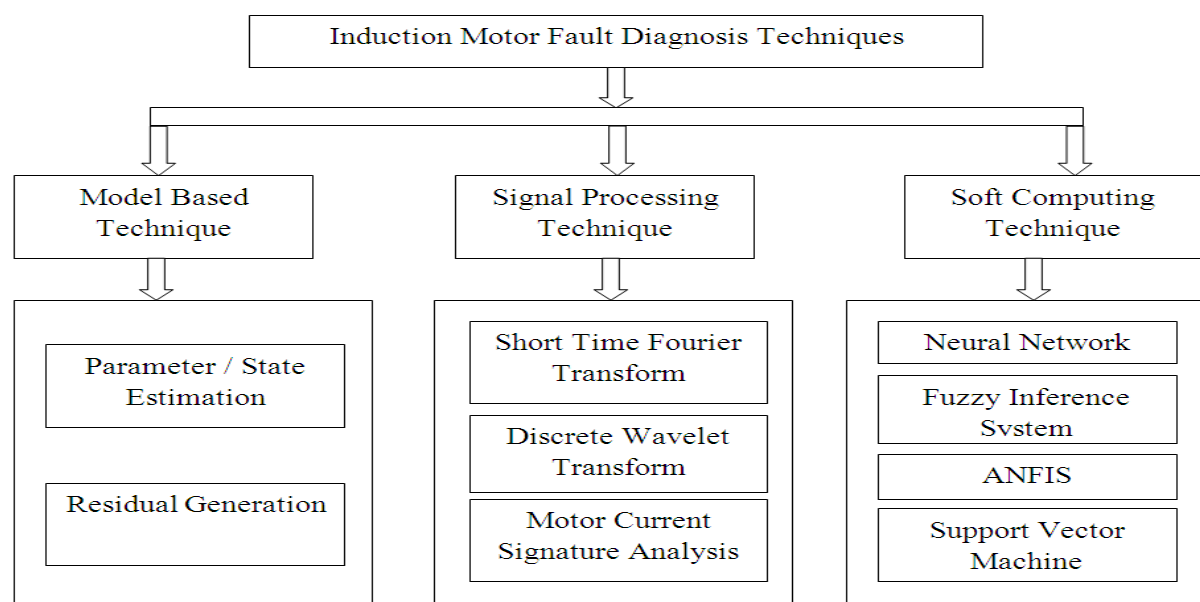 Induction Motor Fault Diagnosis Techniques
Model Based
Technique
Signal Processing
Technique
Soft Computing
Technique
Parameter / State
Estimation
Residual Generation
Short Time Fourier
Transform
Discrete Wavelet
Transform
Motor Current
Signature Analysis
Neural Network
Fuzzy Inference
System
ANFIS
Support Vector
Machine